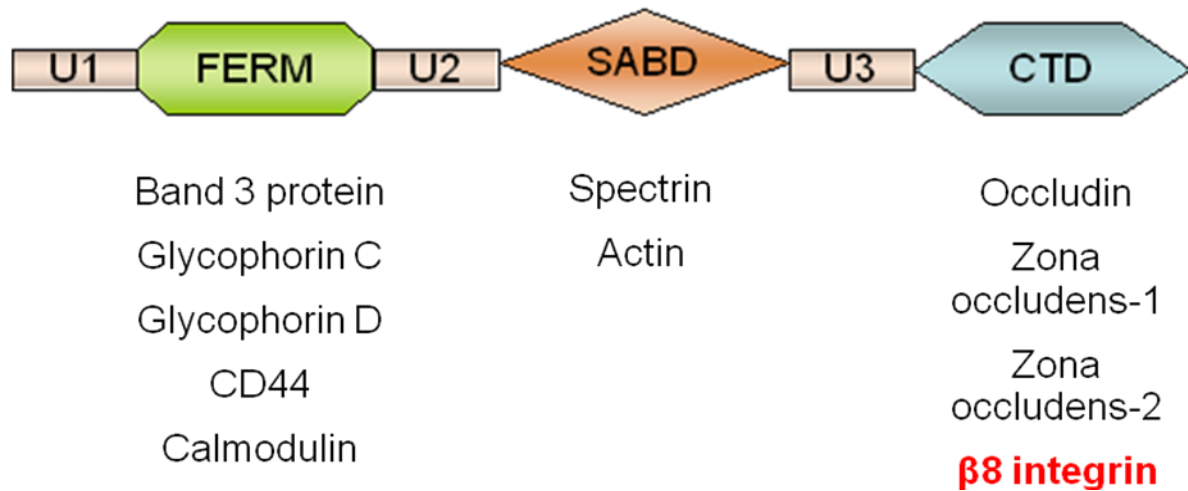 U1 FERM U2 SABD U3 CTD
Band 3 protein
Glycophorin C
Glycophorin D
CD44
Calmodulin
Spectrin
Actin
Occludin
Zona
occludens-1
Zona
occludens-2
β8 integrin